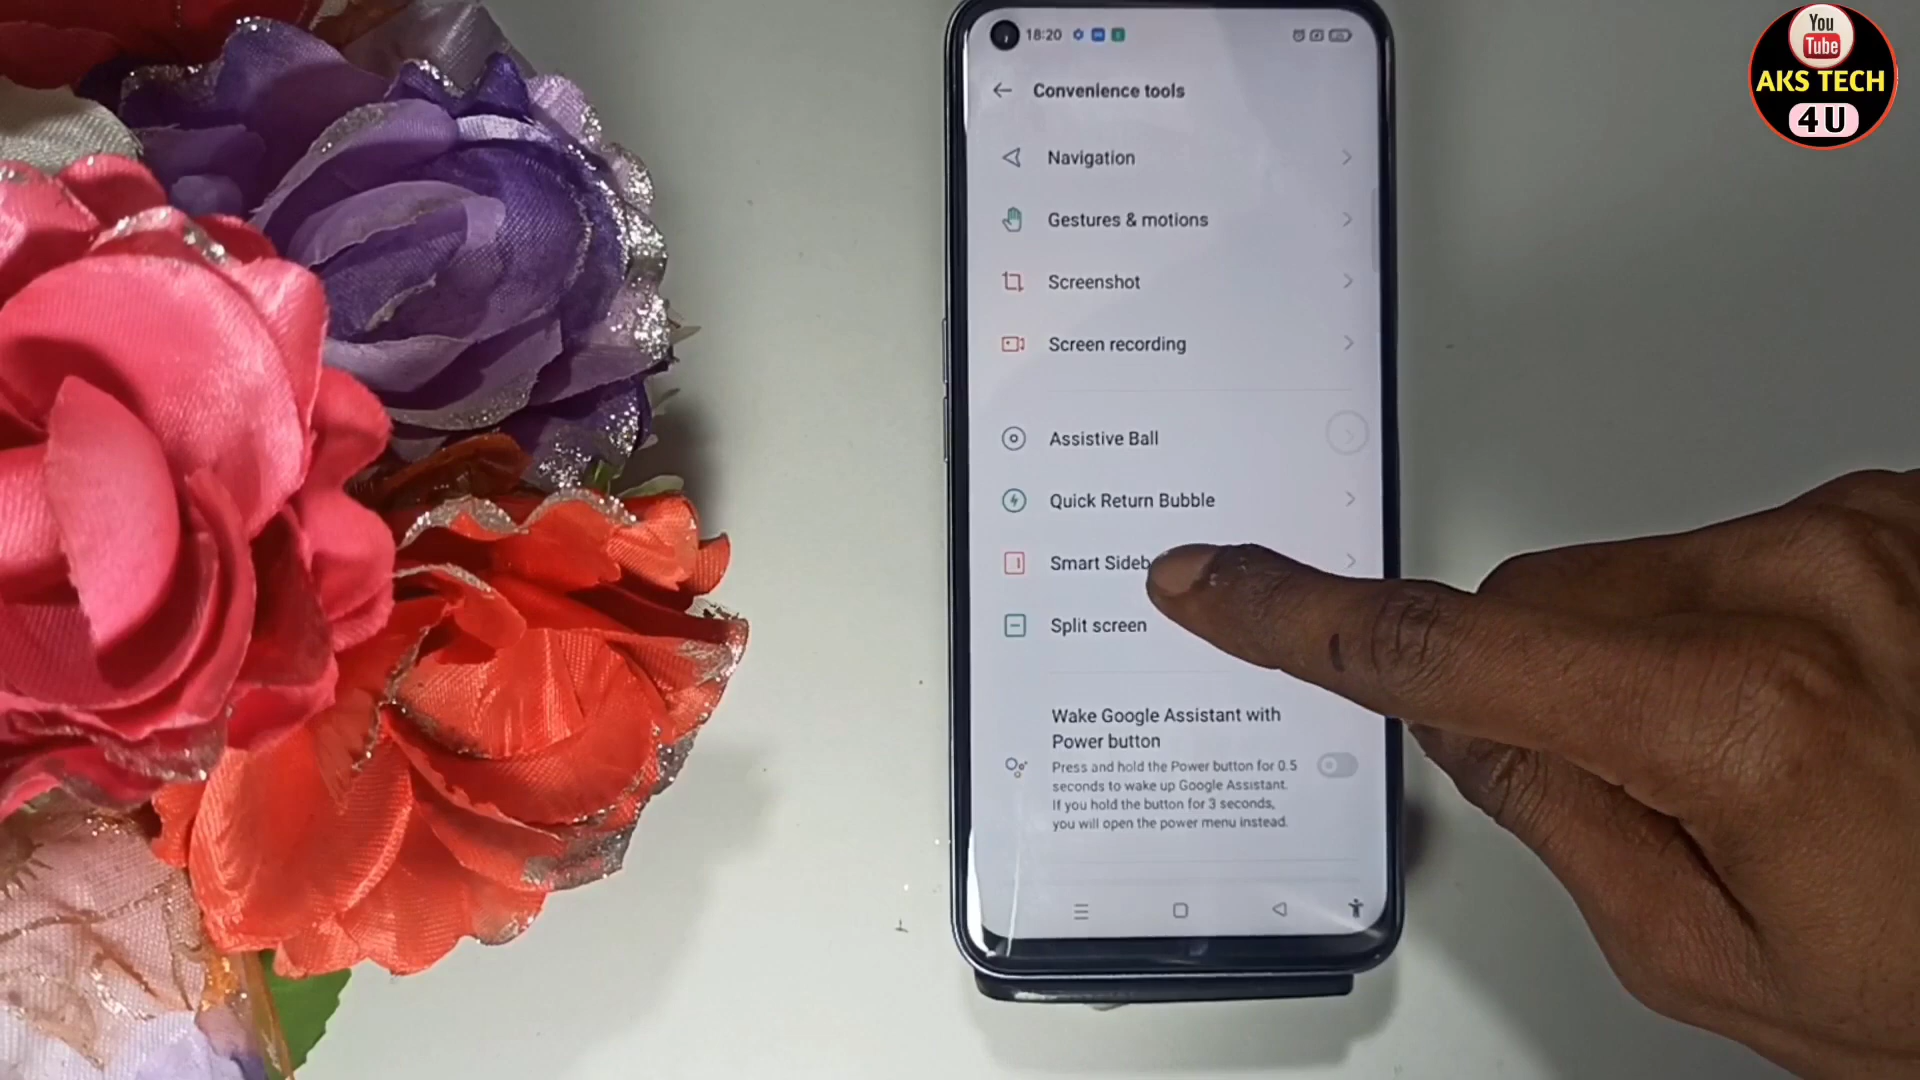 18:20
Convenience tools
Navigation
Gestures & motions
Screenshot
Screen recording
Assistive Ball
Quick Return Bubble
Smart Sideb
Split screen
Wake Google Assistant with
Power button
Press and hold the Power button for 0.5
seconds to wake up Google Assistant.
If you hold the button for 3 seconds,
you will open the power menu instead.
You
Tube
AKS TECH
4U